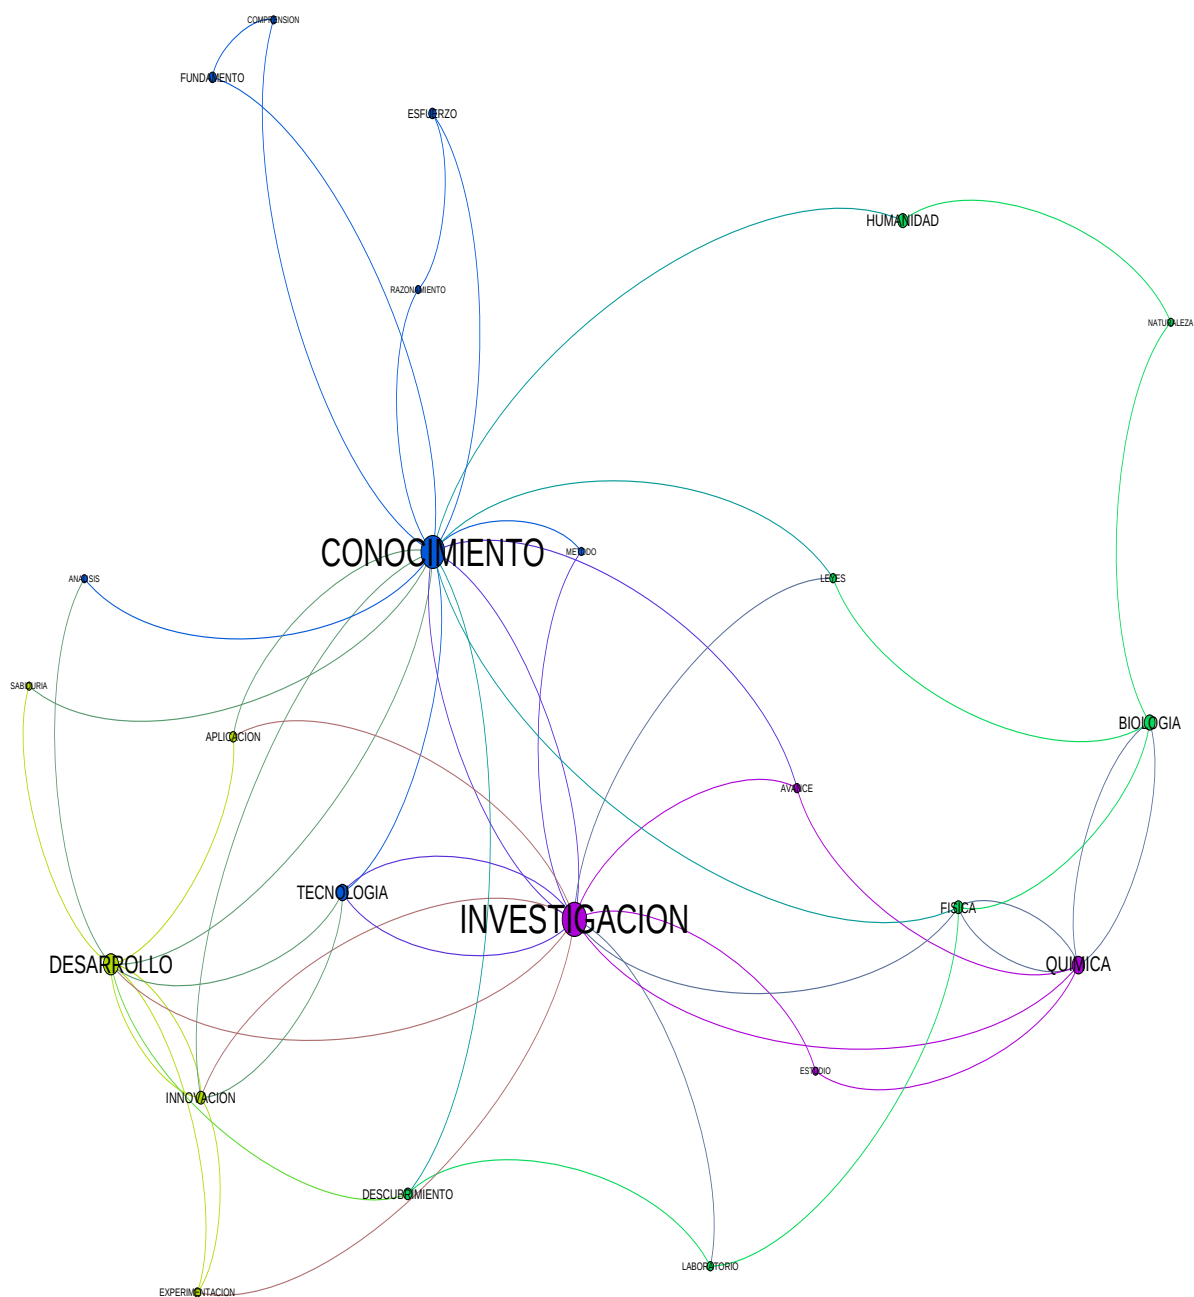 COMPRENSION
FUNDAMENTO
ESFUERZO
HUMANIDAD
RAZONAMIENTO
NATURALEZA
CONOCIMIENTO
METODO
ANALISIS
LEYES
SABIDURIA
BIOLOGIA
APLICACION
AVANCE
TECNOLOGIA
FISICA
INVESTIGACION
DESARROLLO
QUIMICA
ESTUDIO
INNOVACION
DESCUBRIMIENTO
LABORATORIO
EXPERIMENTACION